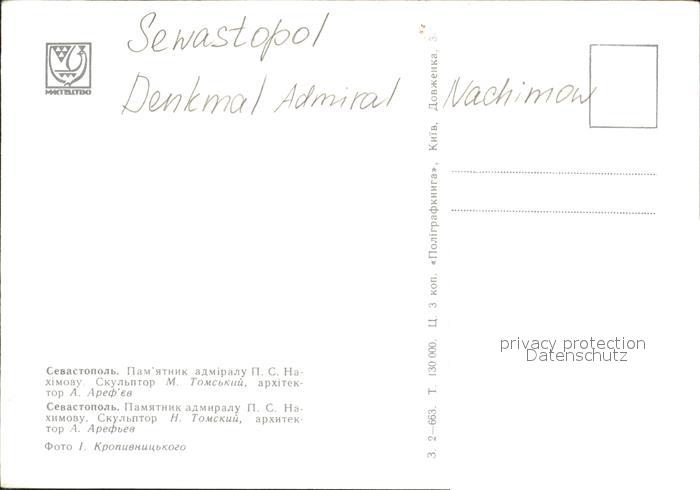 Sewastopol
Denkmal Admiral Nachimow
МИСТЕЦТВО
Севастополь. Пам'ятник адміралу П. С. На-
хімову. Скульптор М. Томський, архітек-
тор А. Ареф'єв
Севастополь. Памятник адмиралу П. С. На-
химову. Скульптор Н. Томский, архитек-
тор А. Арефьев
Фото І. Кропивницького
З. 2—663. Т. 130 000. Ц. 3 коп. «Поліграфкнига», Київ, Довженка, 3.
privacy protection
Datenschutz